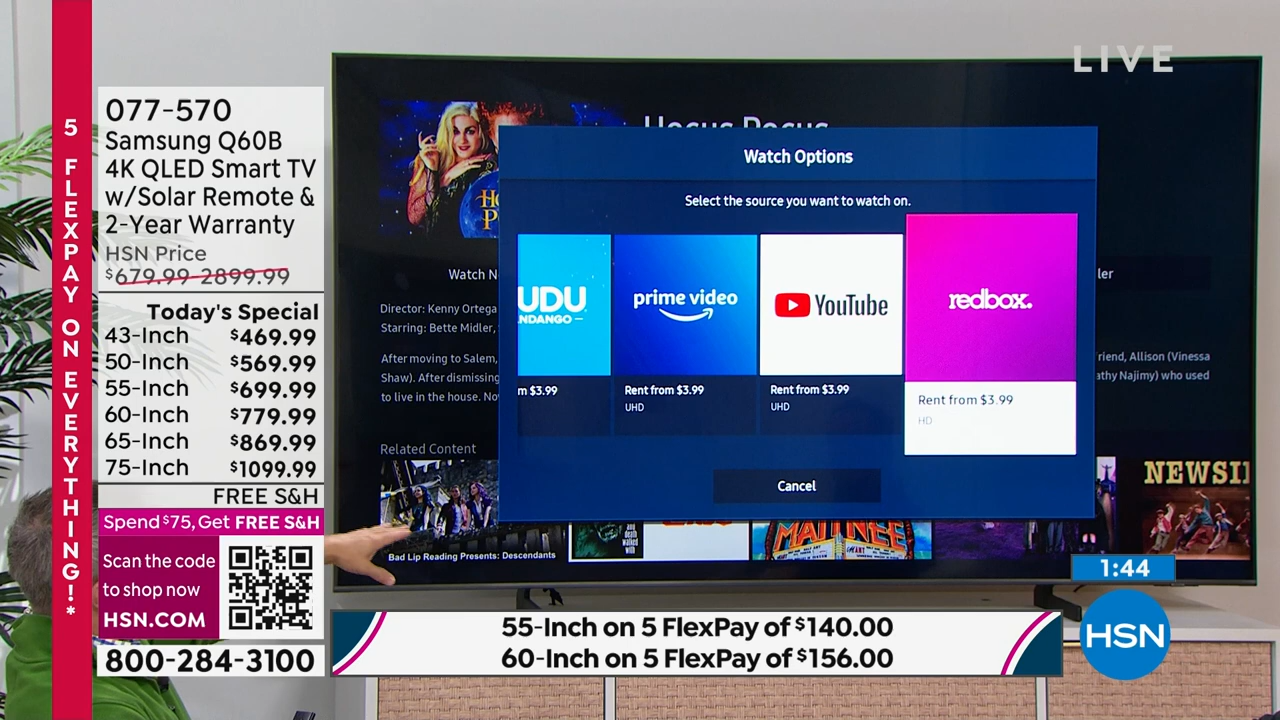 LIVE
5 FLEXPAY ON EVERYTHING!*
077-570
Samsung Q60B
4K QLED Smart TV
w/Solar Remote &
2-Year Warranty
HSN Price
$679.99-2899.99
Today's Special
43-Inch $469.99
50-Inch $569.99
55-Inch $699.99
60-Inch $779.99
65-Inch $869.99
75-Inch $1099.99
FREE S&H
Spend $75, Get FREE S&H
Scan the code
to shop now
HSN.COM
800-284-3100
Hocus Pocus
Watch Options
Select the source you want to watch on.
UDU
NDANGO
m $3.99
prime video
Rent from $3.99
UHD
YouTube
Rent from $3.99
UHD
redbox.
Rent from $3.99
HD
Cancel
Watch N
ler
Director: Kenny Ortega
Starring: Bette Midler,
After moving to Salem,
riend, Allison (Vinessa
Shaw). After dismissing
athy Najimy) who used
to live in the house. No
Related Content
Bad Lip Reading Presents: Descendants
and death walked with
MATINEE
NEWSI
1:44
HSN
55-Inch on 5 FlexPay of $140.00
60-Inch on 5 FlexPay of $156.00